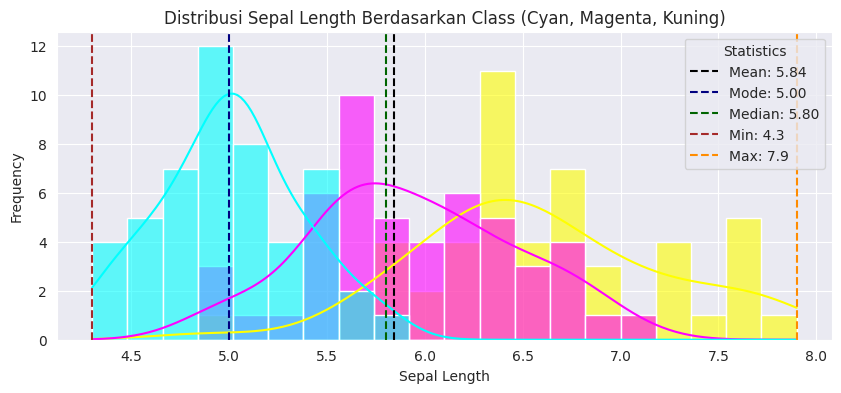 Distribusi Sepal Length Berdasarkan Class (Cyan, Magenta, Kuning)
Statistics
Mean: 5.84
Mode: 5.00
Median: 5.80
Min: 4.3
Max: 7.9
Frequency
12
10
8
6
4
2
0
4.5 5.0 5.5 6.0 6.5 7.0 7.5 8.0
Sepal Length